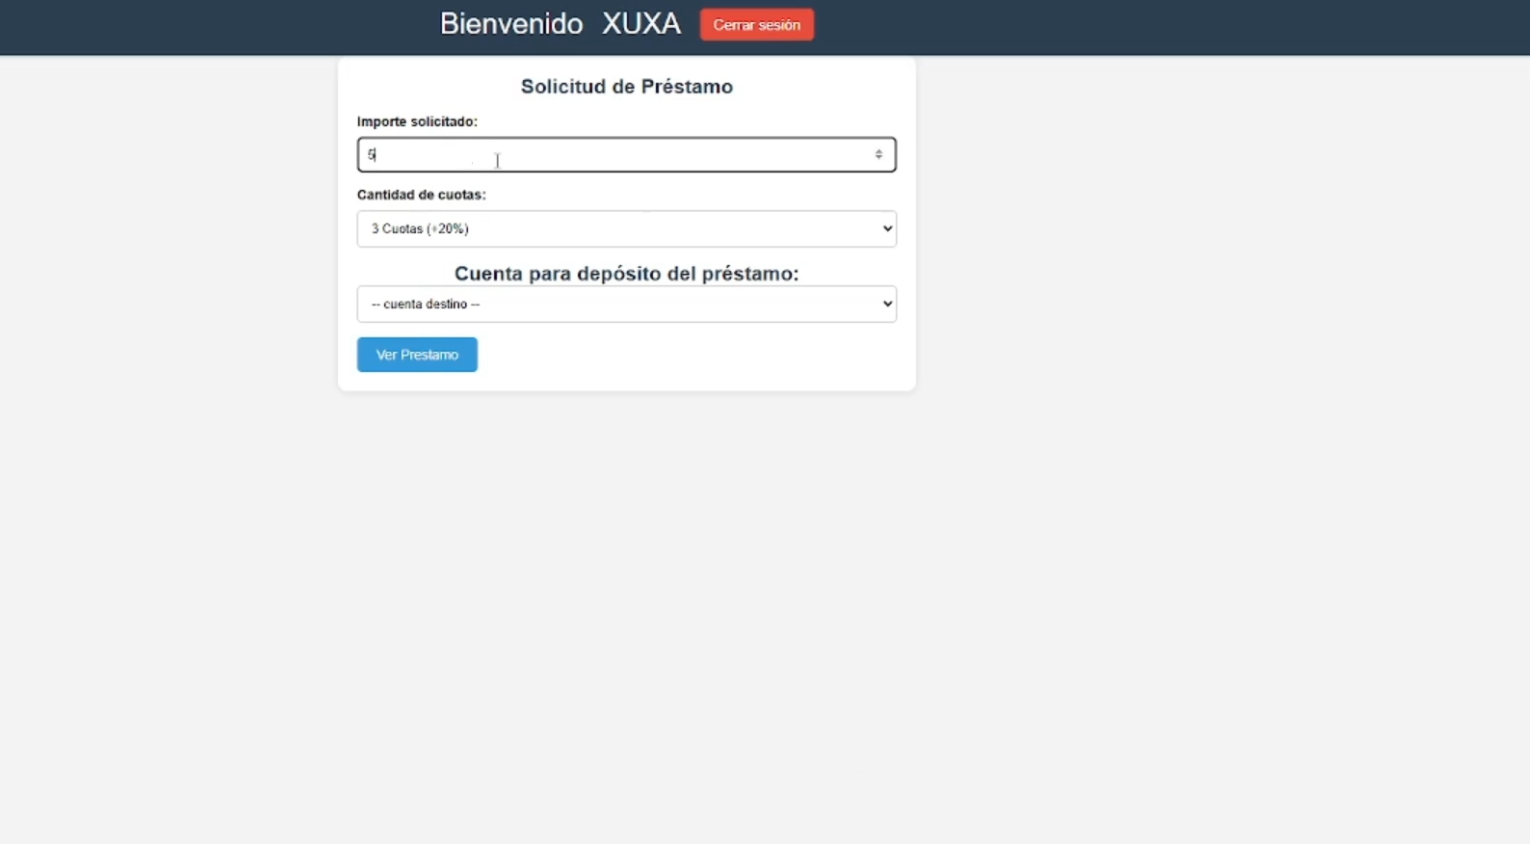 Bienvenido XUXA Cerrar sesión
Solicitud de Préstamo
Importe solicitado:
5
Cantidad de cuotas:
3 Cuotas (+20%)
Cuenta para depósito del préstamo:
-- cuenta destino --
Ver Prestamo